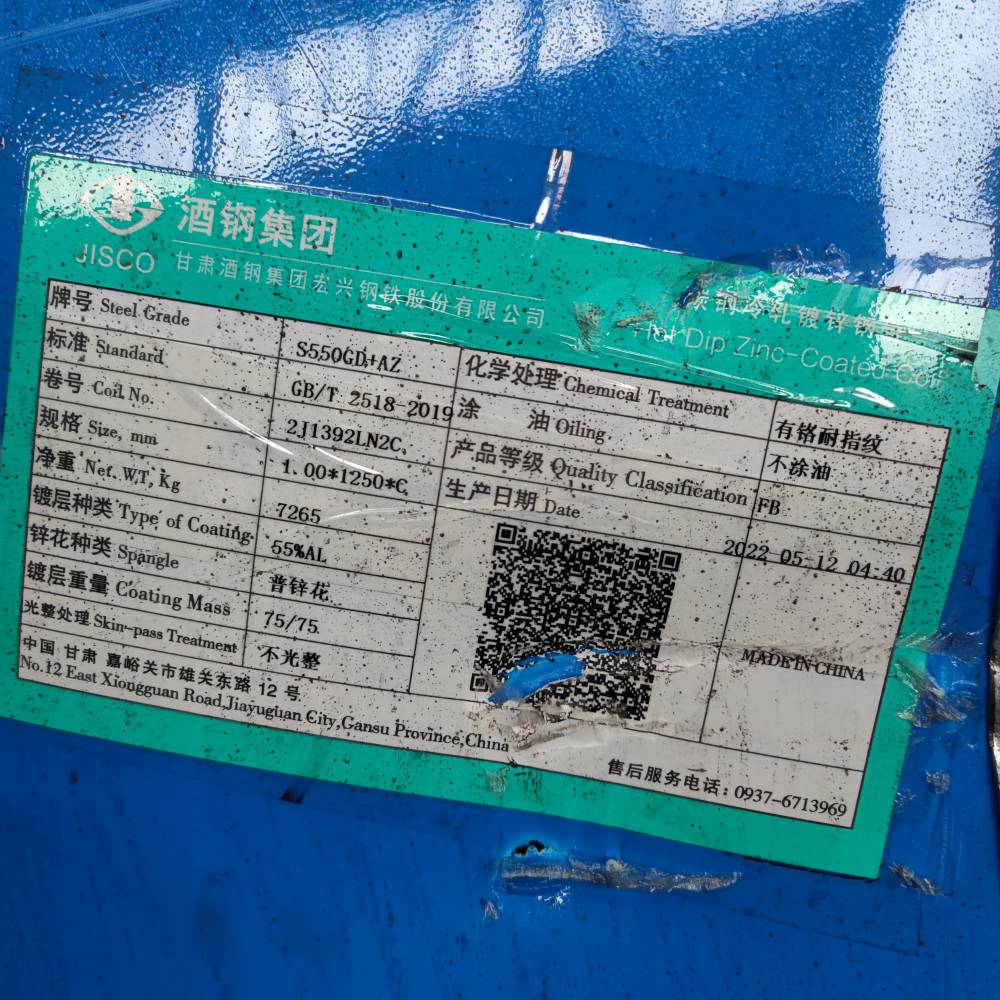 JISCO
酒钢集团
甘肃酒钢集团宏兴钢铁股份有限公司
碳钢冷轧镀锌钢卷
Hot Dip Zinc-Coated Coil
牌号 Steel Grade S550GD+AZ 化学处理 Chemical Treatment 有铬耐指纹
标准 Standard GB/T 2518-2019 涂 油 Oiling 不涂油
卷号 Coil No. 2J1392LN2C 产品等级 Quality Classification FB
规格 Size, mm 1.00*1250*C 生产日期 Date 2022-05-12 04:40
净重 Net. WT, Kg 7265
镀层种类 Type of Coating 55%AL
锌花种类 Spangle 普锌花
镀层重量 Coating Mass 75/75
光整处理 Skin-pass Treatment 不光整
MADE IN CHINA
中国 甘肃 嘉峪关市雄关东路 12 号
No.12 East Xiongguan Road,Jiayuguan City,Gansu Province,China
售后服务电话：0937-6713969